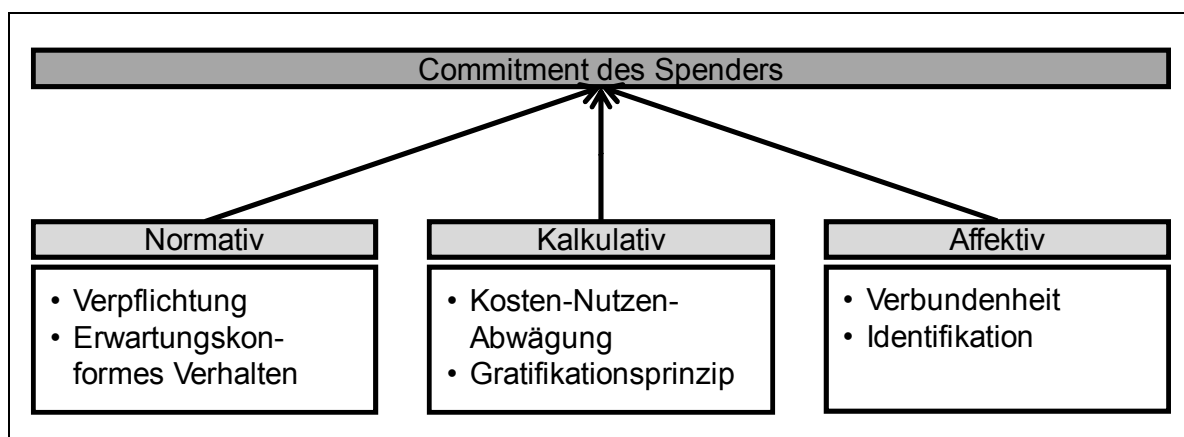 Commitment des Spenders
Normativ
• Verpflichtung
• Erwartungskon-
formes Verhalten
Kalkulativ
• Kosten-Nutzen-
Abwägung
• Gratifikationsprinzip
Affektiv
• Verbundenheit
• Identifikation